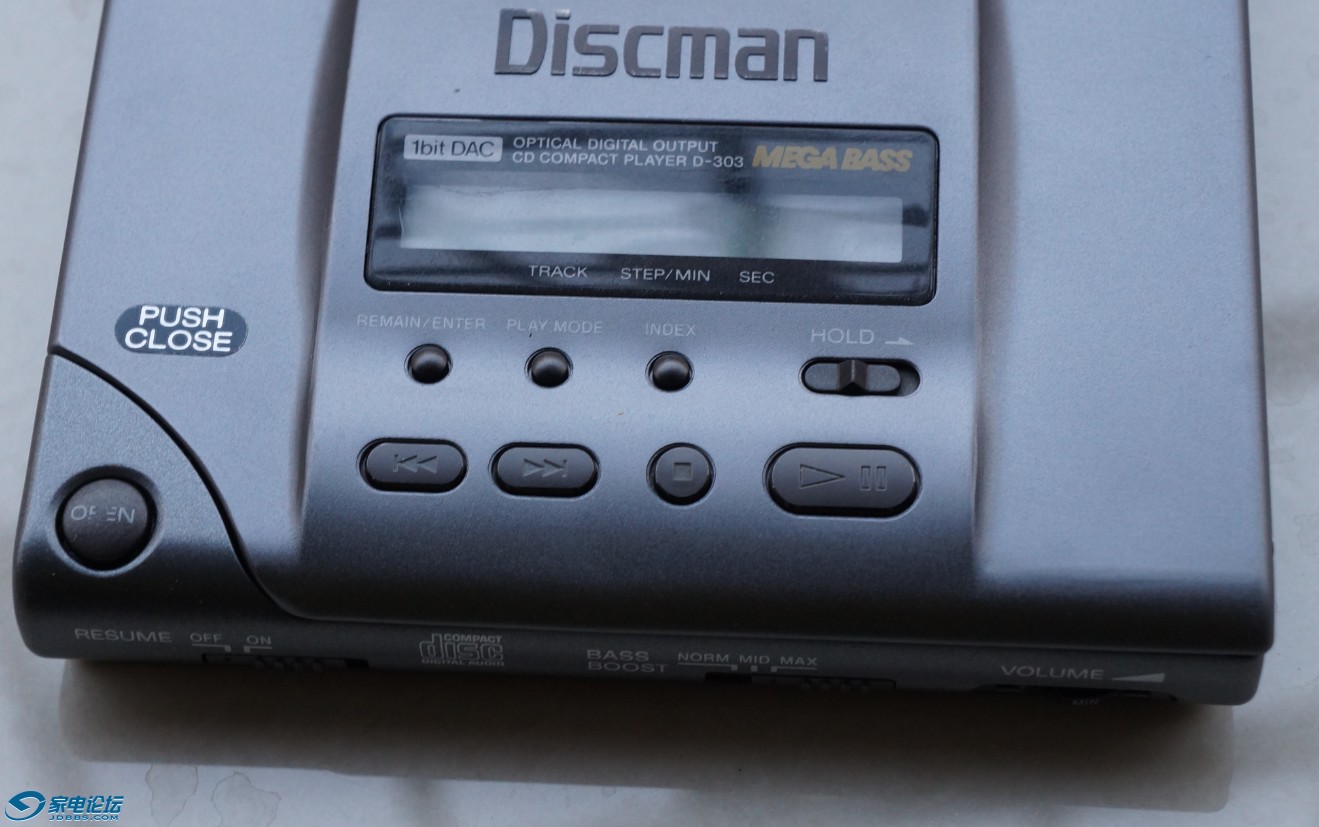 Discman
1bit DAC
OPTICAL DIGITAL OUTPUT
CD COMPACT PLAYER D-303
MEGA BASS
TRACK STEP/MIN SEC
REMAIN/ENTER PLAY MODE INDEX
HOLD
PUSH
CLOSE
OPEN
RESUME OFF ON
COMPACT
disc
DIGITAL AUDIO
BASS
BOOST
NORM MID MAX
VOLUME
MIN
家电论坛
JDBBS.COM